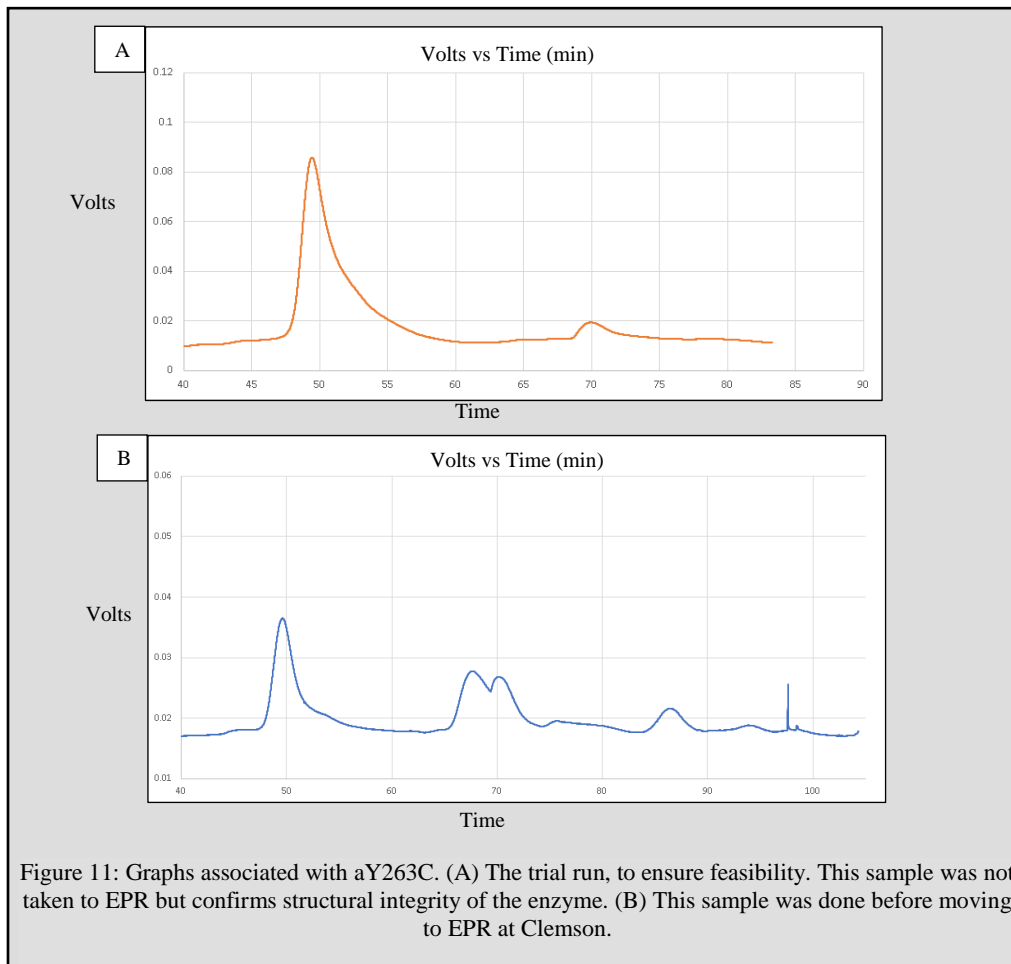 A
Volts vs Time (min)
0.12
0.1
0.08
0.06
0.04
0.02
0
Volts
40 45 50 55 60 65 70 75 80 85 90
Time
B
Volts vs Time (min)
0.06
0.05
0.04
0.03
0.02
0.01
Volts
40 50 60 70 80 90 100
Time
Figure 11: Graphs associated with aY263C. (A) The trial run, to ensure feasibility. This sample was not
taken to EPR but confirms structural integrity of the enzyme. (B) This sample was done before moving
to EPR at Clemson.